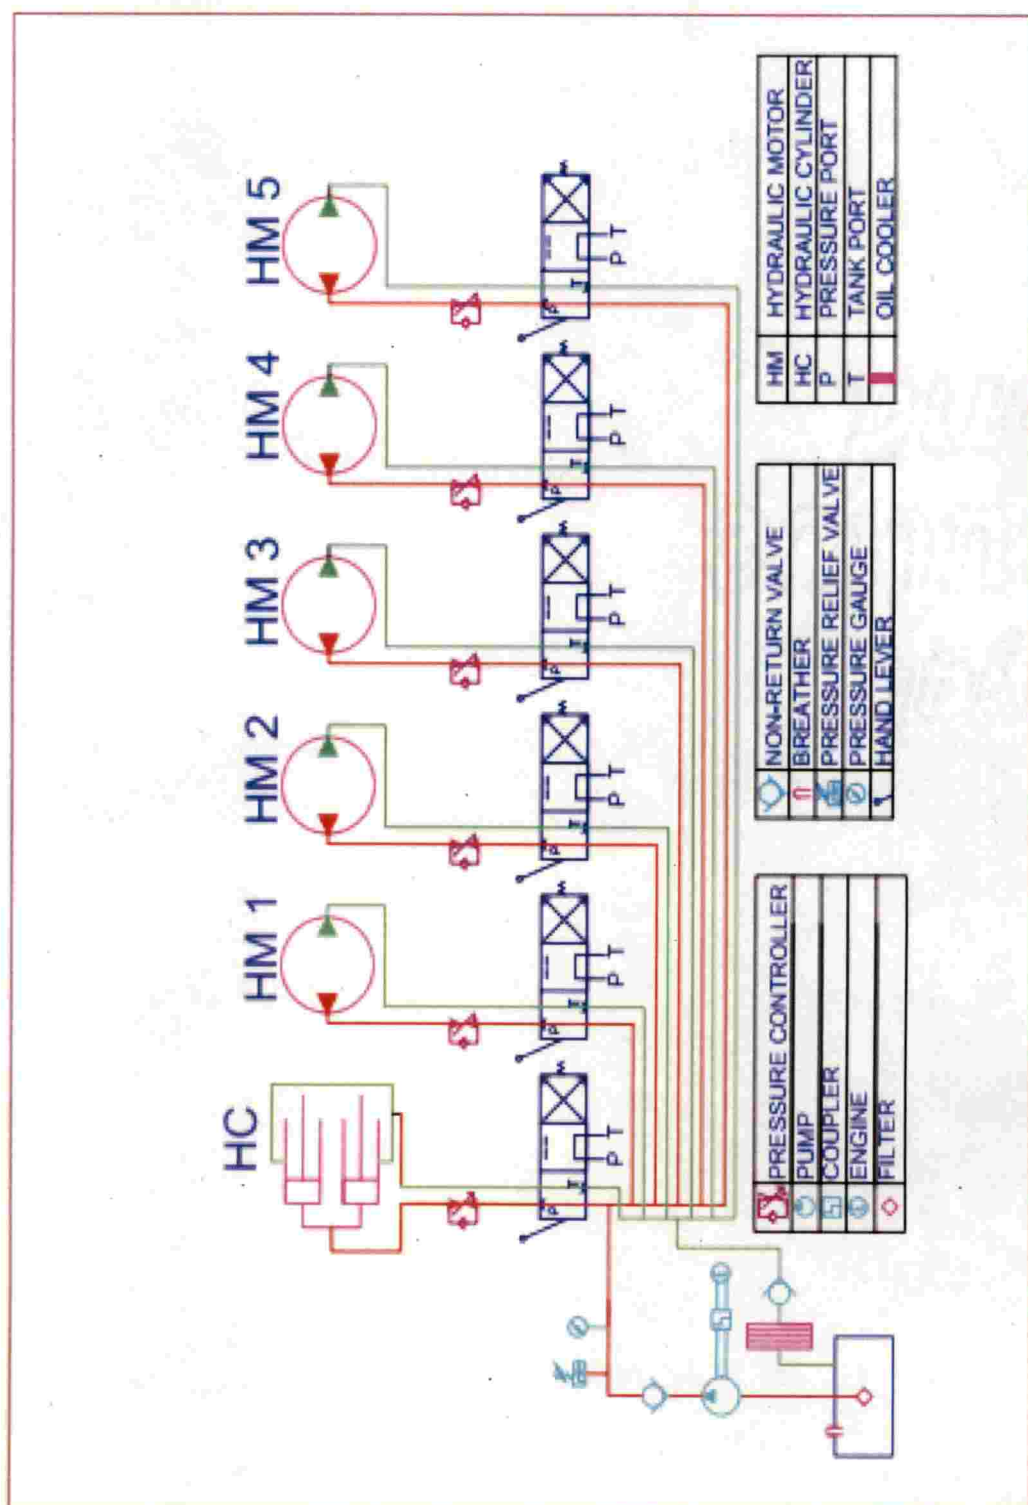 HC
HM 1
HM 2
HM 3
HM 4
HM 5
P T
P T
P T
P T
P T
P T
PRESSURE CONTROLLER
PUMP
COUPLER
ENGINE
FILTER
NON-RETURN VALVE
BREATHER
PRESSURE RELIEF VALVE
PRESSURE GAUGE
HAND LEVER
HM HYDRAULIC MOTOR
HC HYDRAULIC CYLINDER
P PRESSURE PORT
T TANK PORT
OIL COOLER